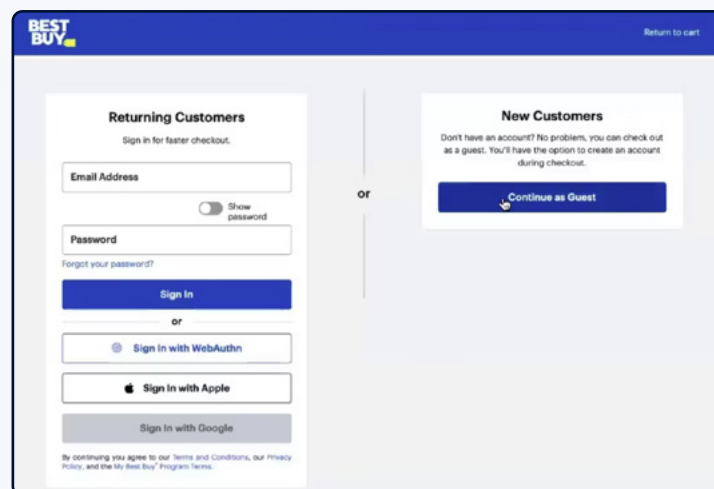 BEST
BUY
Return to cart
Returning Customers
Sign in for faster checkout.
Email Address
Show
password
Password
Forgot your password?
Sign In
or
Sign In with WebAuthn
Sign In with Apple
Sign In with Google
By continuing you agree to our Terms and Conditions, our Privacy
Policy, and the My Best Buy® Program Terms.
or
New Customers
Don't have an account? No problem, you can check out
as a guest. You'll have the option to create an account
during checkout.
Continue as Guest